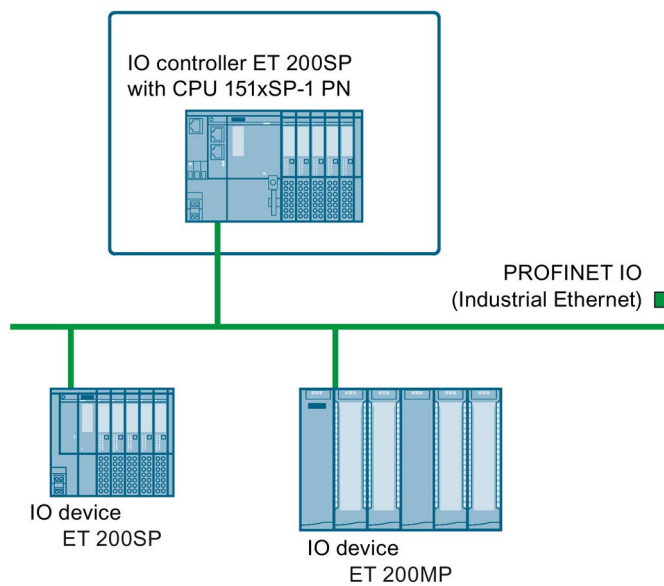 IO controller ET 200SP
with CPU 151xSP-1 PN
PROFINET IO
(Industrial Ethernet)
IO device
ET 200SP
IO device
ET 200MP